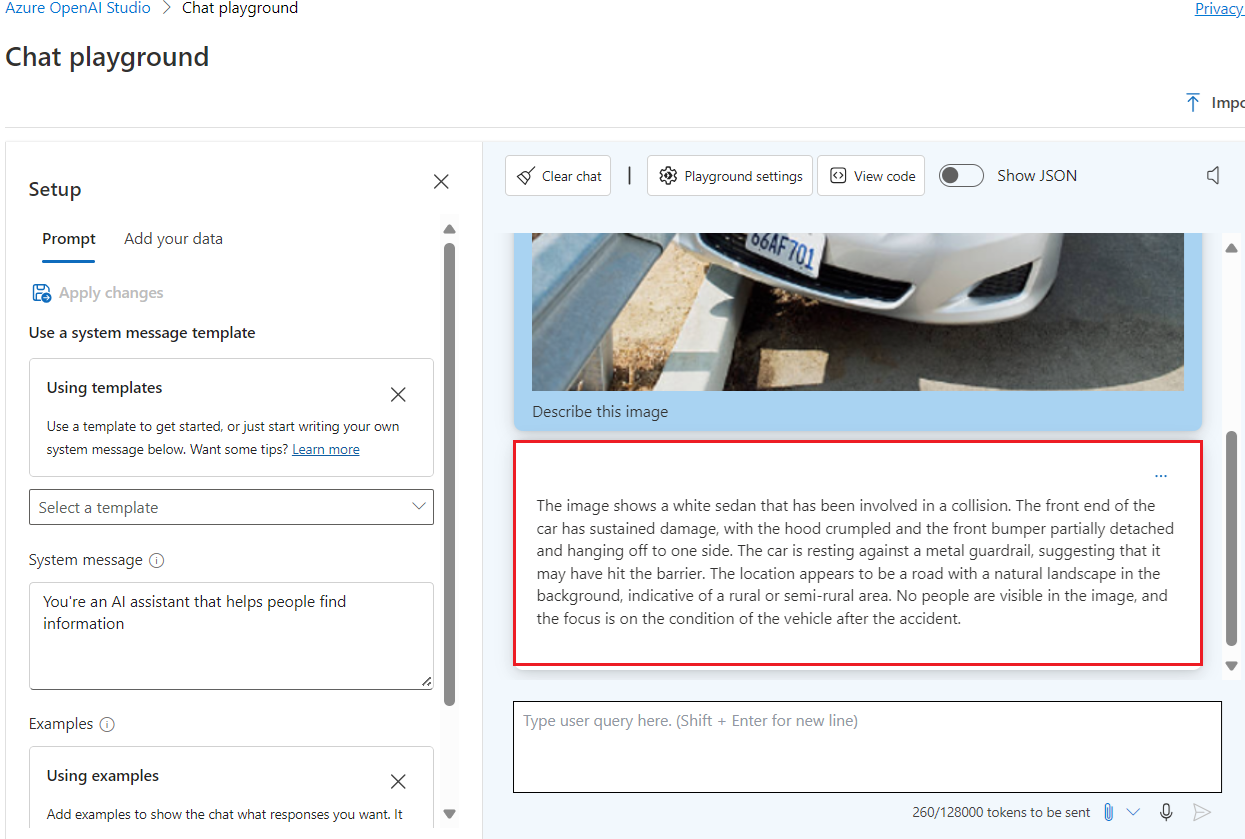 Azure OpenAI Studio > Chat playground
Privacy
Chat playground
Impo
Setup
Prompt Add your data
Apply changes
Use a system message template
Using templates
Use a template to get started, or just start writing your own
system message below. Want some tips? Learn more
Select a template
System message
You're an AI assistant that helps people find
information
Examples
Using examples
Add examples to show the chat what responses you want. It
Clear chat | Playground settings View code Show JSON
66AF701
Describe this image
...
The image shows a white sedan that has been involved in a collision. The front end of the
car has sustained damage, with the hood crumpled and the front bumper partially detached
and hanging off to one side. The car is resting against a metal guardrail, suggesting that it
may have hit the barrier. The location appears to be a road with a natural landscape in the
background, indicative of a rural or semi-rural area. No people are visible in the image, and
the focus is on the condition of the vehicle after the accident.
Type user query here. (Shift + Enter for new line)
260/128000 tokens to be sent